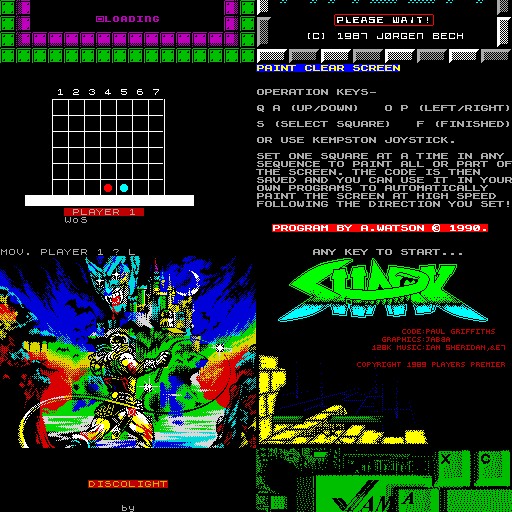 LOADING
1 2 3 4 5 6 7
PLAYER 1
WoS
MOV. PLAYER 1 ? L
DISCOLIGHT
by
PLEASE WAIT!
(C) 1987 JØRGEN BECH
PAINT CLEAR SCREEN
OPERATION KEYS-
Q A (UP/DOWN) O P (LEFT/RIGHT)
S (SELECT SQUARE) F (FINISHED)
OR USE KEMPSTON JOYSTICK.
SET ONE SQUARE AT A TIME IN ANY
SEQUENCE TO PAINT ALL OR PART OF
THE SCREEN. THE CODE IS THEN
SAVED AND YOU CAN USE IT IN YOUR
OWN PROGRAMS TO AUTOMATICALLY
PAINT THE SCREEN AT HIGH SPEED
FOLLOWING THE DIRECTION YOU SET!
PROGRAM BY A.WATSON © 1990.
ANY KEY TO START...
SHARK
CODE:PAUL GRIFFITHS
128K MUSIC:IAN SHERIDAN
COPYRIGHT 1989 PLAYERS PREMIER
X C